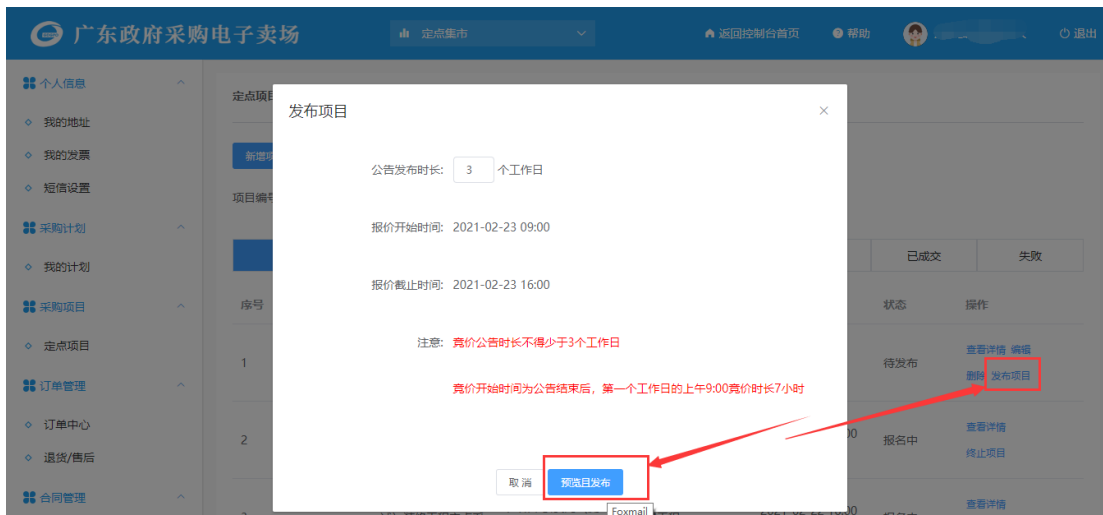 广东政府采购电子卖场
定点集市
返回控制台首页
帮助
退出
个人信息
我的地址
我的发票
短信设置
采购计划
我的计划
采购项目
定点项目
订单管理
订单中心
退货/售后
合同管理
定点项目
新增项
项目编号
已成交
失败
序号
状态
操作
1
待发布
查看详情 编辑
删除 发布项目
2
00
报名中
查看详情
终止项目
查看详情
发布项目
公告发布时长: 3 个工作日
报价开始时间: 2021-02-23 09:00
报价截止时间: 2021-02-23 16:00
注意: 竞价公告时长不得少于3个工作日
竞价开始时间为公告结束后，第一个工作日的上午9:00竞价时长7小时
取消
预览且发布
Foxmail